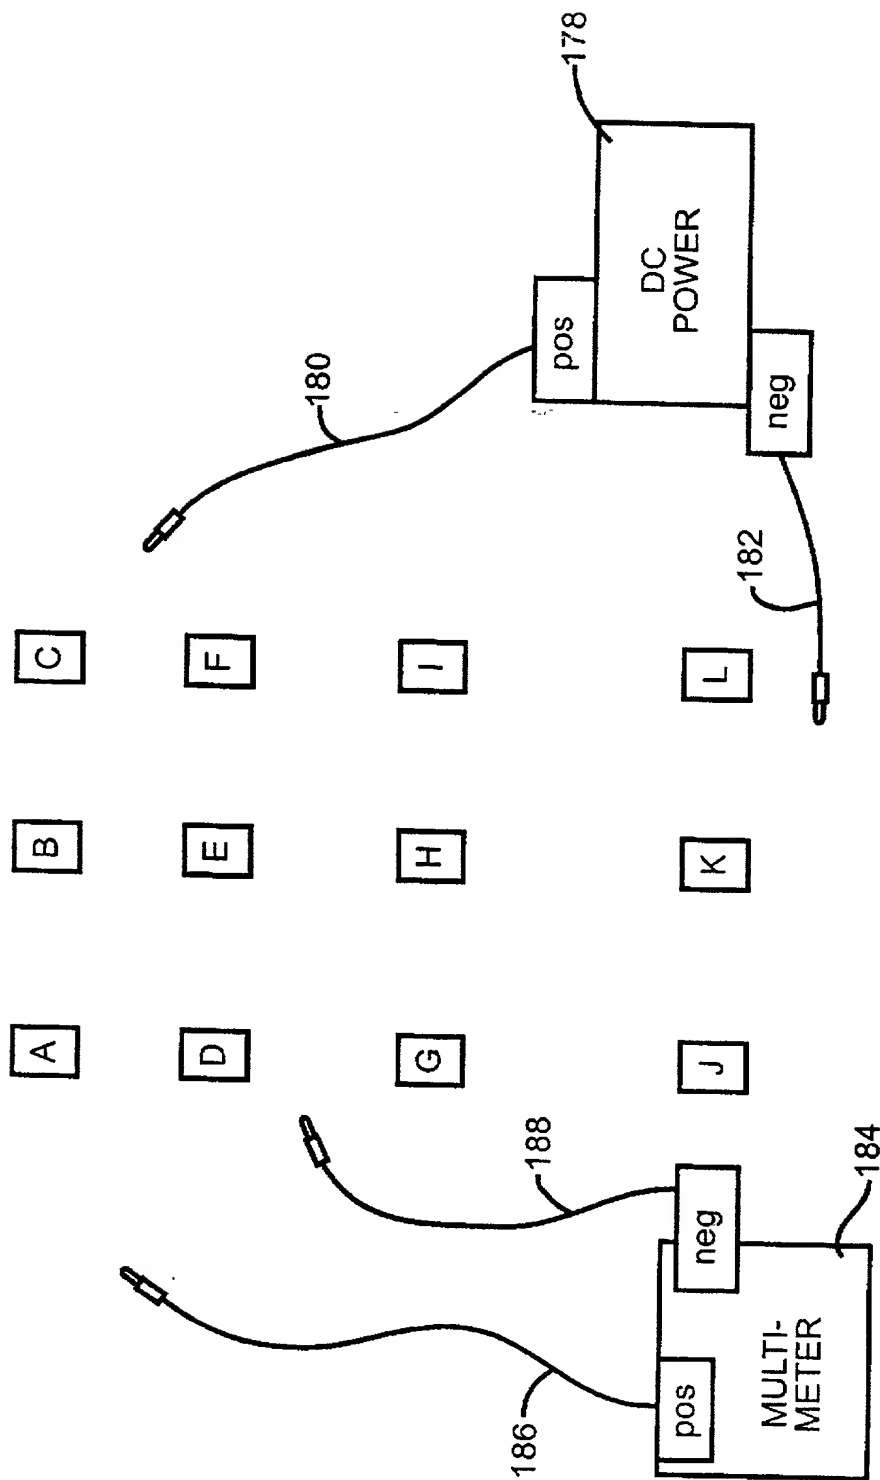 A B C
D E F
180
G H I
186
188
pos
178
DC
POWER
pos
neg
J K L
182
neg
MULTI-
METER
184